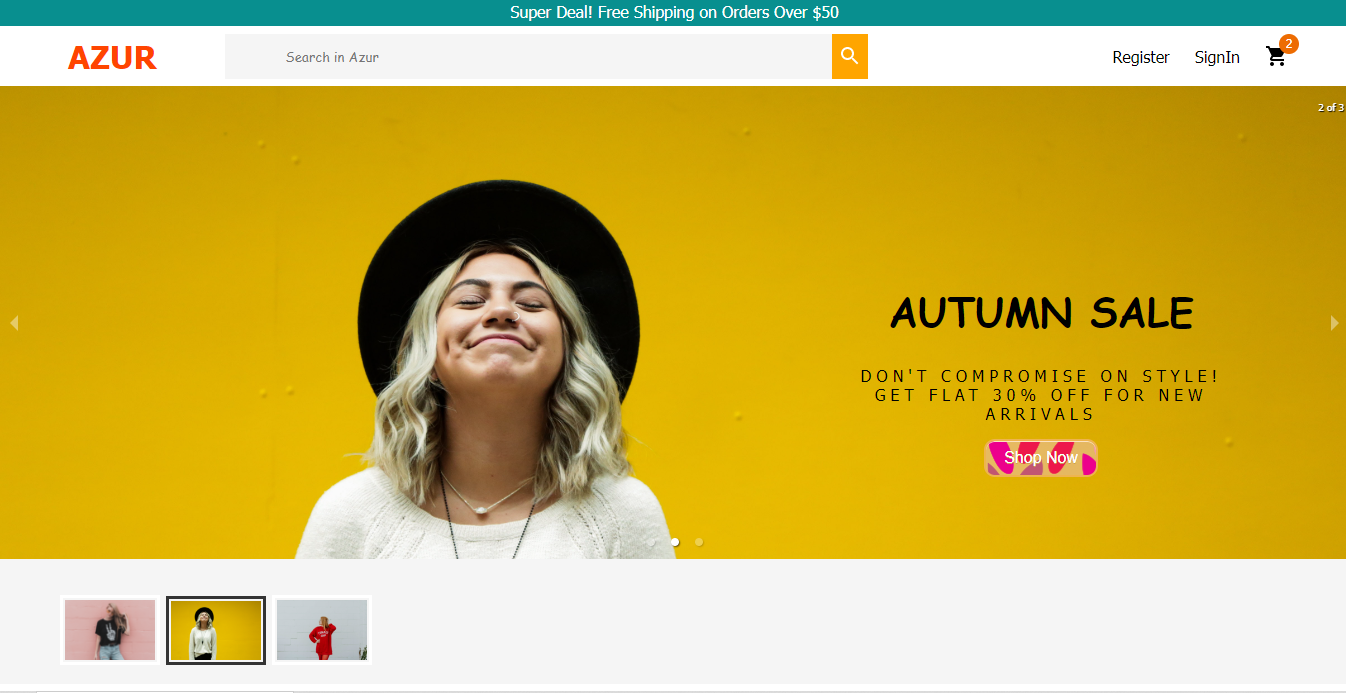 Super Deal! Free Shipping on Orders Over $50
AZUR
Search in Azur
Register
SignIn
2
2 of 3
AUTUMN SALE
DON'T COMPROMISE ON STYLE!
GET FLAT 30% OFF FOR NEW
ARRIVALS
Shop Now